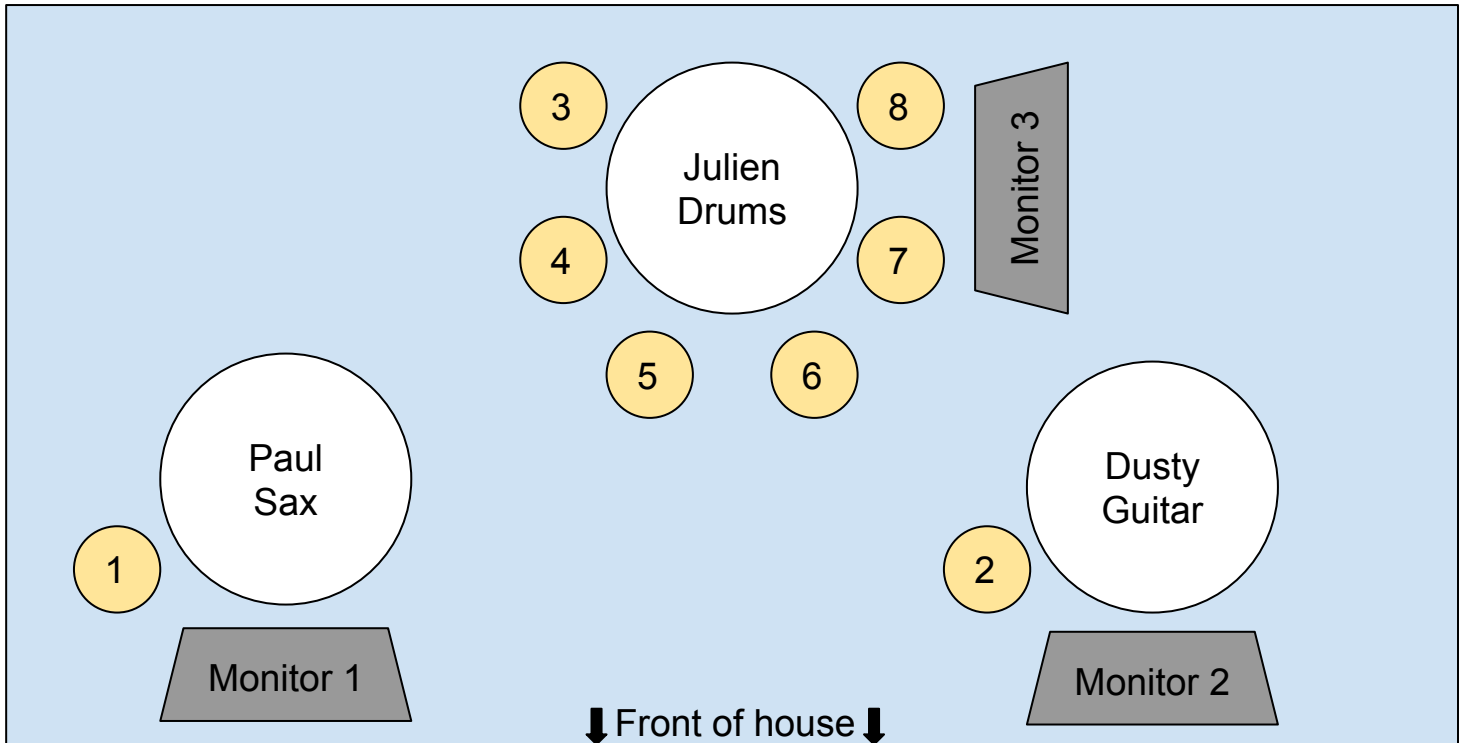 3
8
Julien
Drums
Monitor 3
4
7
5
6
Paul
Sax
Dusty
Guitar
1
2
Monitor 1
Monitor 2
Front of house